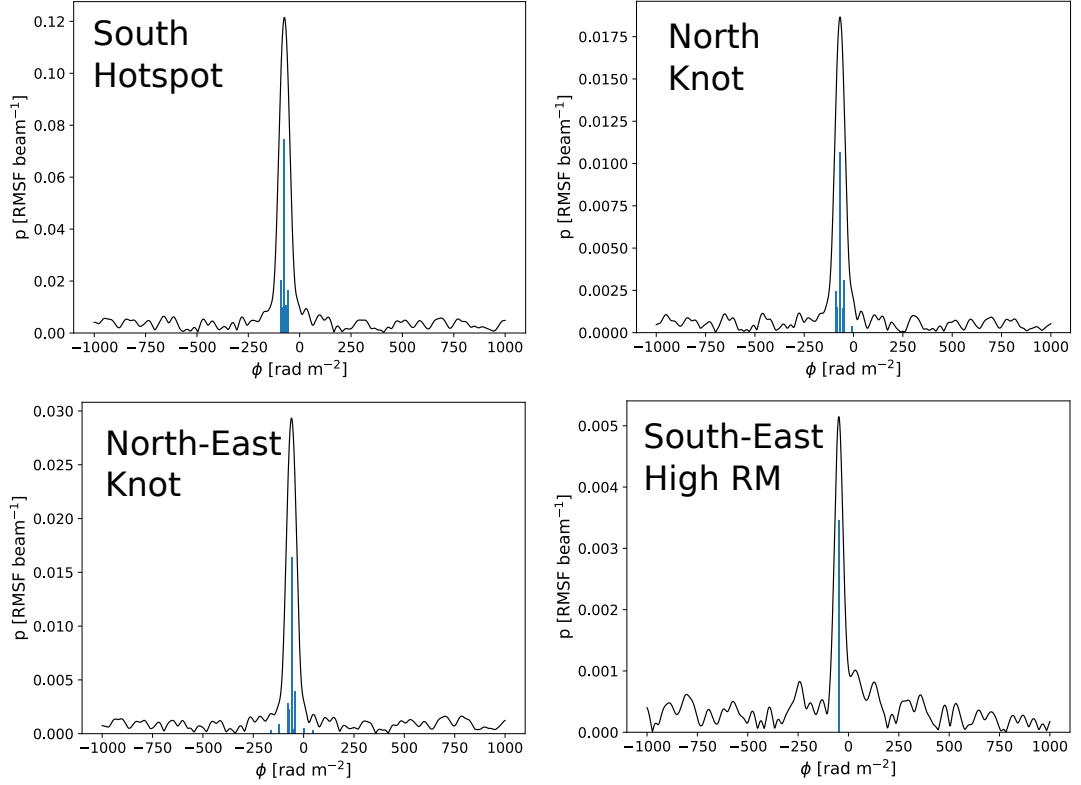 South
Hotspot
p [RMSF beam⁻¹]
0.12
0.10
0.08
0.06
0.04
0.02
0.00
−1000 −750 −500 −250 0 250 500 750 1000
ϕ [rad m⁻²]
North
Knot
p [RMSF beam⁻¹]
0.0175
0.0150
0.0125
0.0100
0.0075
0.0050
0.0025
0.0000
−1000 −750 −500 −250 0 250 500 750 1000
ϕ [rad m⁻²]
North-East
Knot
p [RMSF beam⁻¹]
0.030
0.025
0.020
0.015
0.010
0.005
0.000
−1000 −750 −500 −250 0 250 500 750 1000
ϕ [rad m⁻²]
South-East
High RM
p [RMSF beam⁻¹]
0.005
0.004
0.003
0.002
0.001
0.000
−1000 −750 −500 −250 0 250 500 750 1000
ϕ [rad m⁻²]